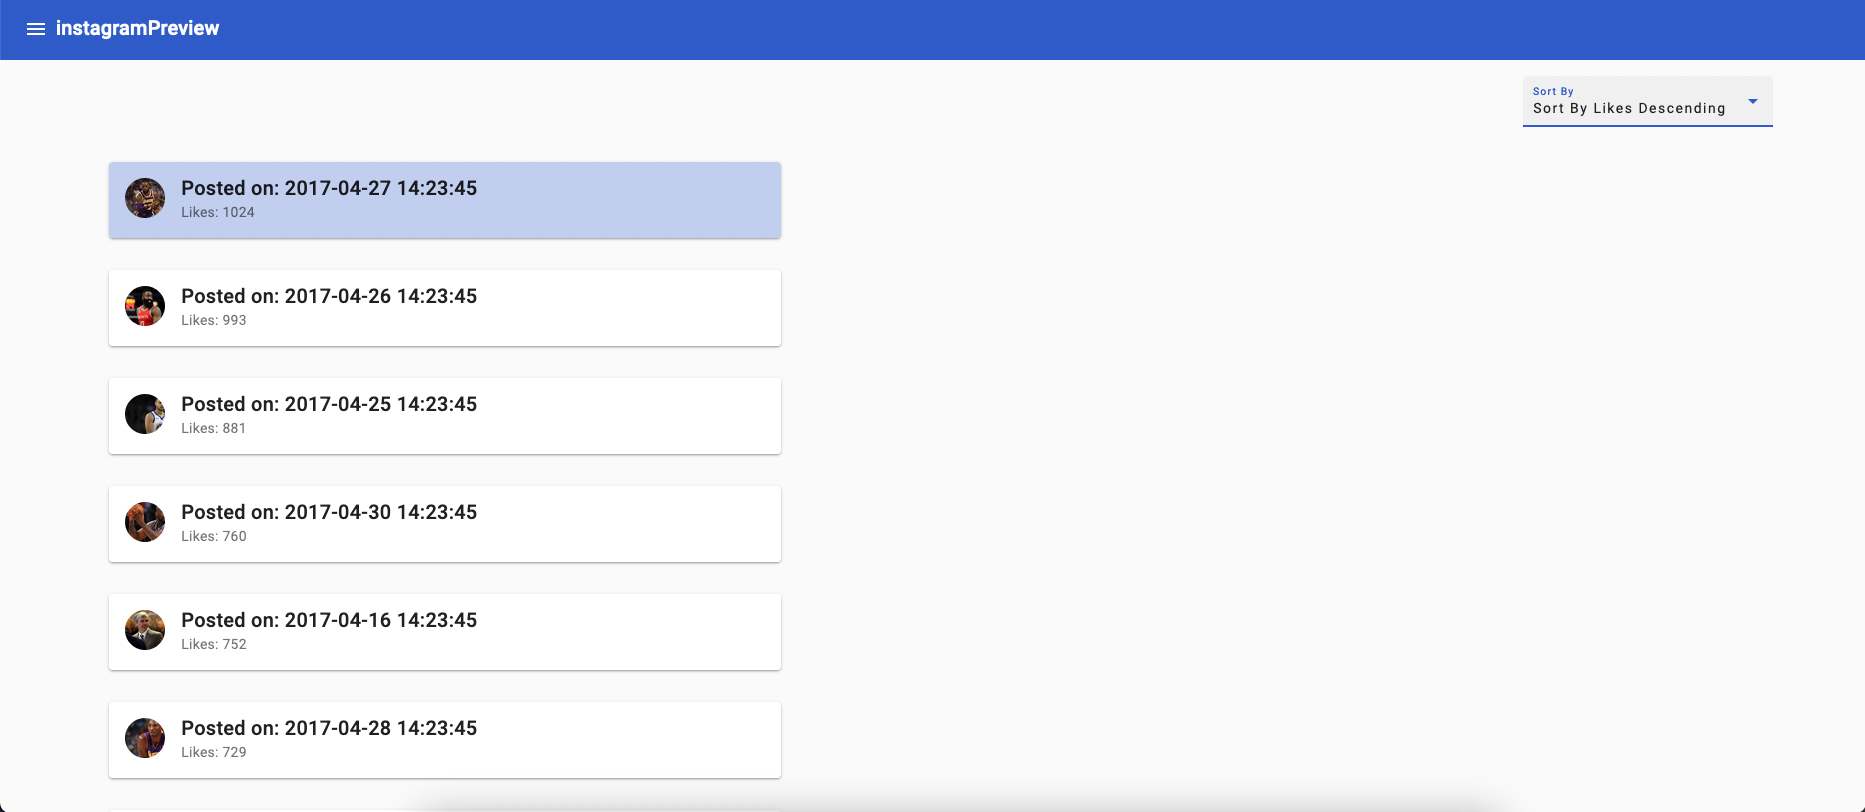 instagramPreview
Sort By
Sort By Likes Descending
Posted on: 2017-04-27 14:23:45
Likes: 1024
Posted on: 2017-04-26 14:23:45
Likes: 993
Posted on: 2017-04-25 14:23:45
Likes: 881
Posted on: 2017-04-30 14:23:45
Likes: 760
Posted on: 2017-04-16 14:23:45
Likes: 752
Posted on: 2017-04-28 14:23:45
Likes: 729